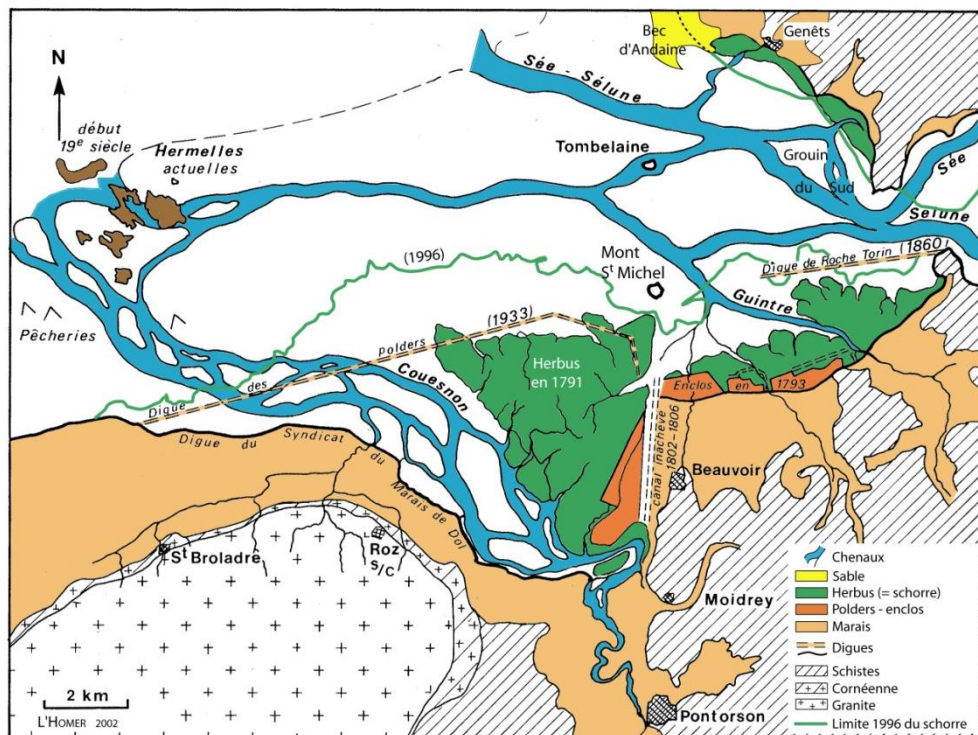 N
début
19e siècle
Hermelles
actuelles
Sée - Sélune
Bec
d'Andaine
Genêts
Tombelaine
Grouin
du Sud
Sée
Sélune
(1996)
Mont
St Michel
Digue de Roche Torin (1860)
Guintre
Pêcheries
Digue des polders (1933)
Couesnon
Herbus
en 1791
Enclos en 1793
canal inachevé
1802-1806
Beauvoir
Digue du Syndicat du Marais de Dol
St Broladre
Roz
s/C
Moidrey
Pontorson
2 km
L'HOMER 2002
Chenaux
Sable
Herbus (= schorre)
Polders - enclos
Marais
Digues
Schistes
Cornéenne
Granite
Limite 1996 du schorre